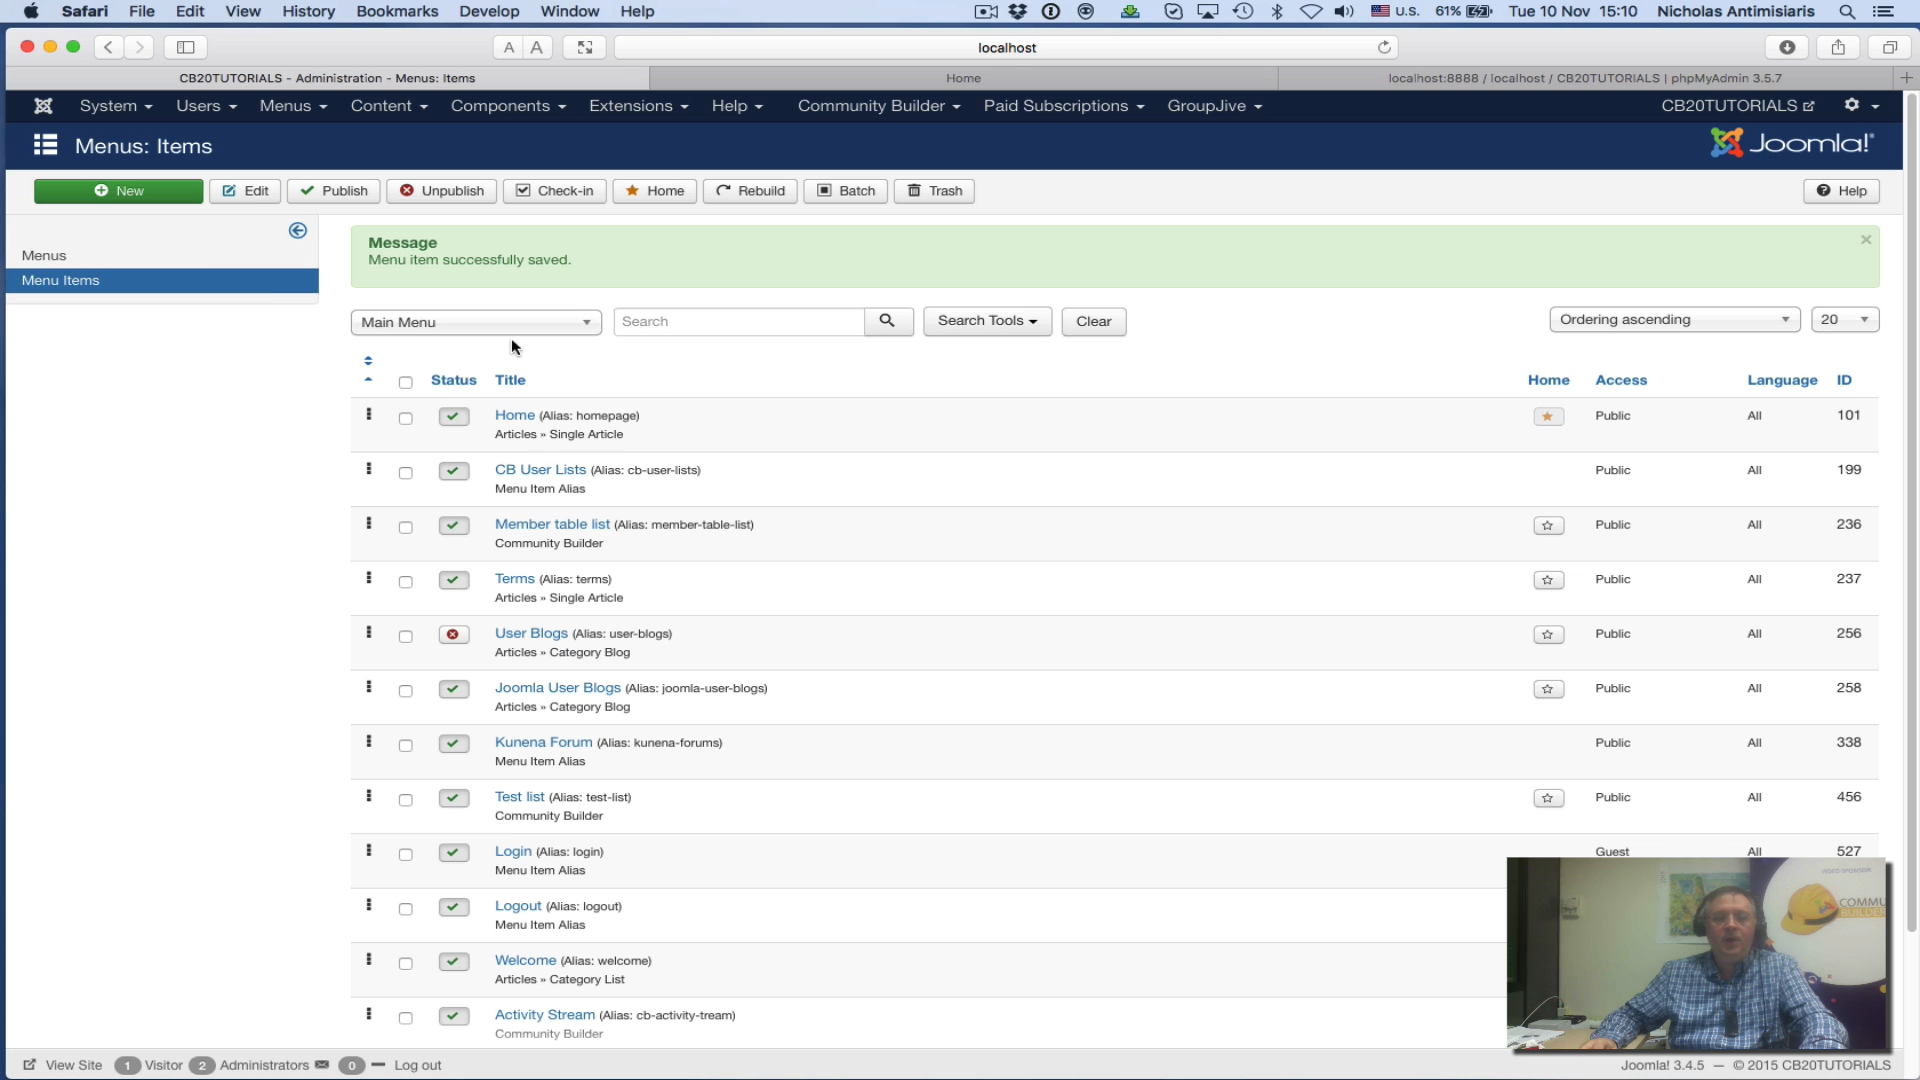 Safari File Edit View History Bookmarks Develop Window Help U.S. 61% Tue 10 Nov 15:10 Nicholas Antimisiaris
A A localhost
CB20TUTORIALS - Administration - Menus: Items Home localhost:8888 / localhost / CB20TUTORIALS | phpMyAdmin 3.5.7
System Users Menus Content Components Extensions Help Community Builder Paid Subscriptions GroupJive CB20TUTORIALS
Menus: Items Joomla!
New Edit Publish Unpublish Check-in Home Rebuild Batch Trash Help
Menus
Menu Items
Message
Menu item successfully saved.
Main Menu Search Search Tools Clear Ordering ascending 20
Status Title Home Access Language ID
Home (Alias: homepage) Public All 101
Articles » Single Article
CB User Lists (Alias: cb-user-lists) Public All 199
Menu Item Alias
Member table list (Alias: member-table-list) Public All 236
Community Builder
Terms (Alias: terms) Public All 237
Articles » Single Article
User Blogs (Alias: user-blogs) Public All 256
Articles » Category Blog
Joomla User Blogs (Alias: joomla-user-blogs) Public All 258
Articles » Category Blog
Kunena Forum (Alias: kunena-forums) Public All 338
Menu Item Alias
Test list (Alias: test-list) Public All 456
Community Builder
Login (Alias: login) Guest All 527
Menu Item Alias
Logout (Alias: logout)
Menu Item Alias
Welcome (Alias: welcome)
Articles » Category List
Activity Stream (Alias: cb-activity-tream)
Community Builder
View Site 1 Visitor 2 Administrators 0 Log out Joomla! 3.4.5 — © 2015 CB20TUTORIALS